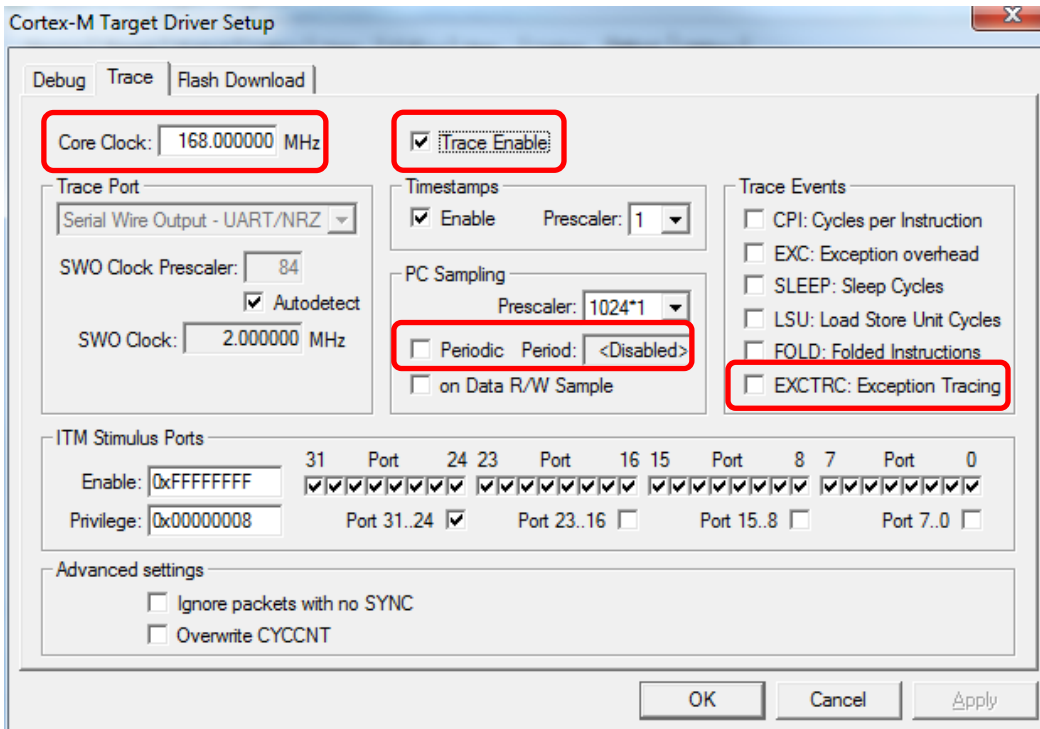 Cortex-M Target Driver Setup
Debug Trace Flash Download
Core Clock: 168.000000 MHz
Trace Enable
Trace Port
Serial Wire Output - UART/NRZ
SWO Clock Prescaler: 84
Autodetect
SWO Clock: 2.000000 MHz
Timestamps
Enable Prescaler: 1
PC Sampling
Prescaler: 1024*1
Periodic Period: <Disabled>
on Data R/W Sample
Trace Events
CPI: Cycles per Instruction
EXC: Exception overhead
SLEEP: Sleep Cycles
LSU: Load Store Unit Cycles
FOLD: Folded Instructions
EXCTRC: Exception Tracing
ITM Stimulus Ports
31 Port 24 23 Port 16 15 Port 8 7 Port 0
Enable: 0xFFFFFFFF
Privilege: 0x00000008 Port 31..24 Port 23..16 Port 15..8 Port 7..0
Advanced settings
Ignore packets with no SYNC
Overwrite CYCCNT
OK Cancel Apply